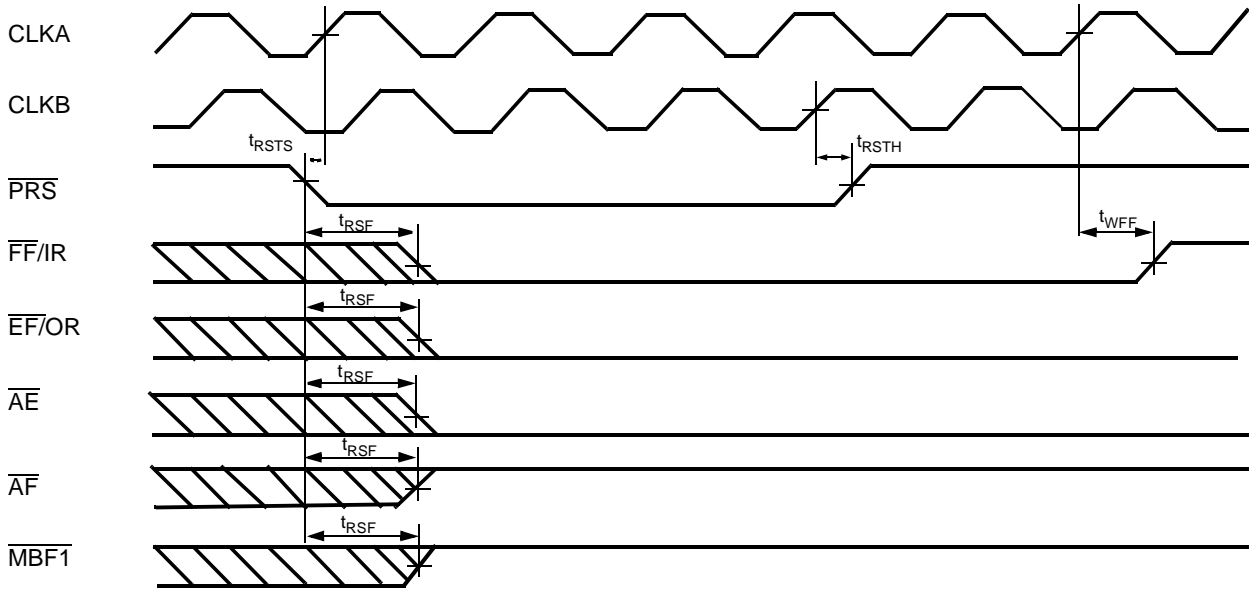 CLKA
CLKB
tRSTS
tRSTH
PRS
tRSF
tWFF
FF/IR
tRSF
EF/OR
tRSF
AE
tRSF
AF
tRSF
MBF1